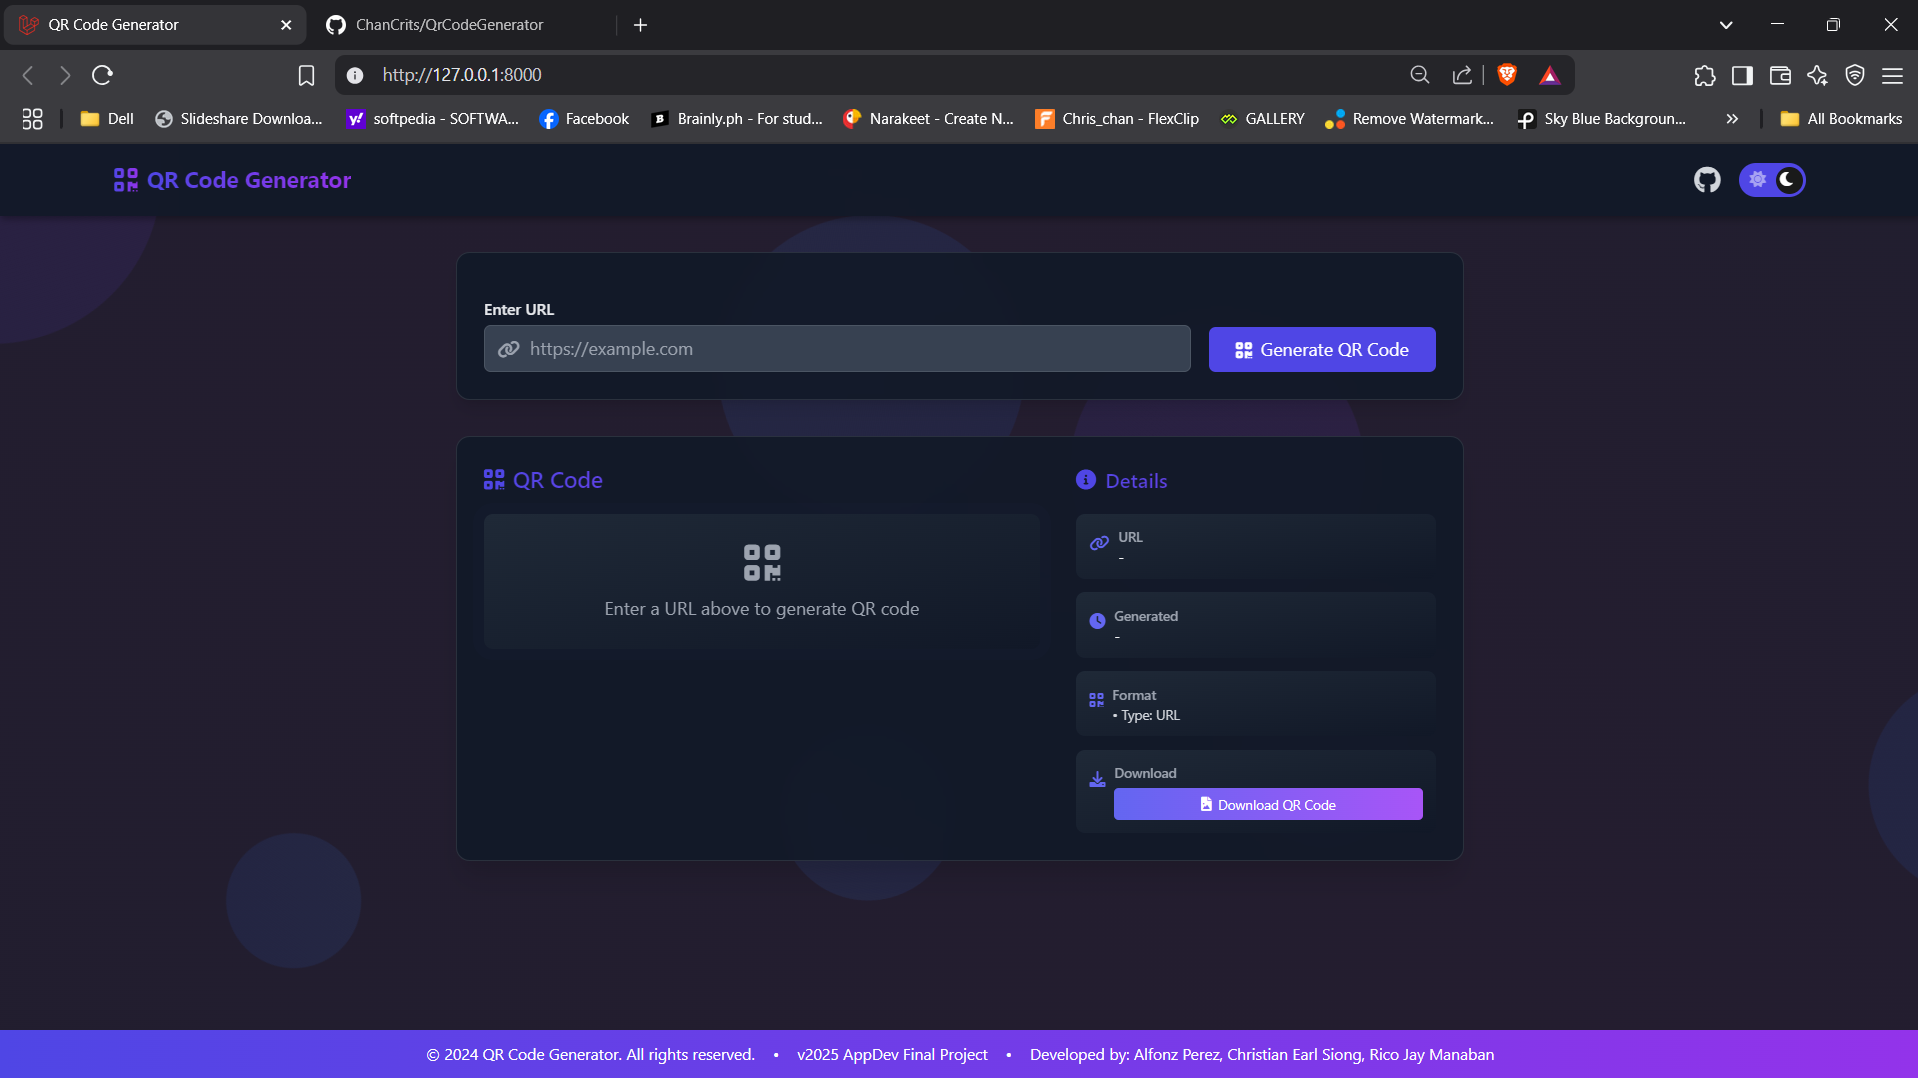 QR Code Generator
ChanCrits/QrCodeGenerator
http://127.0.0.1:8000
Dell
Slideshare Downloa...
softpedia - SOFTWA...
Facebook
Brainly.ph - For stud...
Narakeet - Create N...
Chris_chan - FlexClip
GALLERY
Remove Watermark...
Sky Blue Backgroun...
All Bookmarks
QR Code Generator
Enter URL
https://example.com
Generate QR Code
QR Code
Enter a URL above to generate QR code
Details
URL
-
Generated
-
Format
• Type: URL
Download
Download QR Code
© 2024 QR Code Generator. All rights reserved. • v2025 AppDev Final Project • Developed by: Alfonz Perez, Christian Earl Siong, Rico Jay Manaban